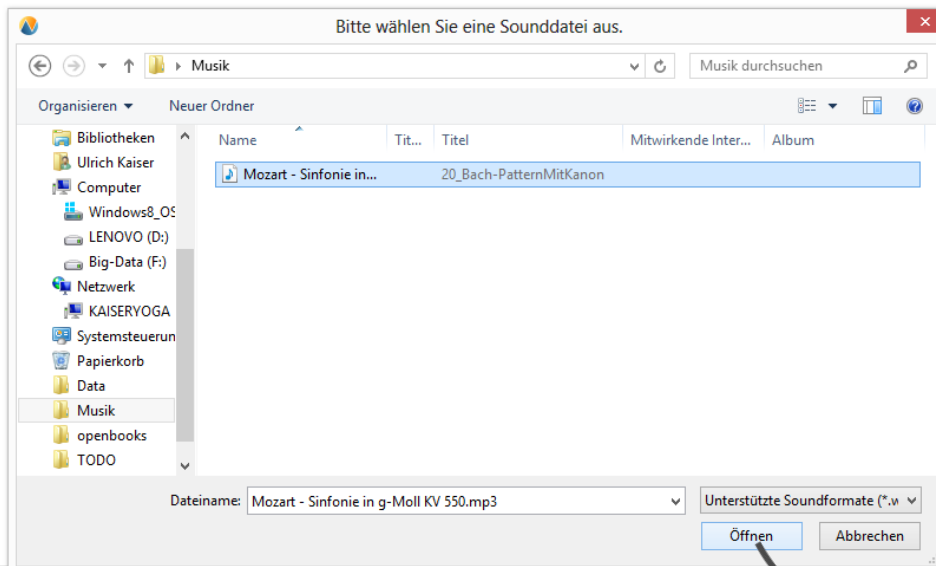 Bitte wählen Sie eine Sounddatei aus.
Musik
Musik durchsuchen
Organisieren
Neuer Ordner
Bibliotheken
Ulrich Kaiser
Computer
Windows8_OS
LENOVO (D:)
Big-Data (F:)
Netzwerk
KAISERYOGA
Systemsteuerun
Papierkorb
Data
Musik
openbooks
TODO
Name Tit... Titel Mitwirkende Inter... Album
Mozart - Sinfonie in... 20_Bach-PatternMitKanon
Dateiname: Mozart - Sinfonie in g-Moll KV 550.mp3 Unterstützte Soundformate (*.w
Öffnen Abbrechen